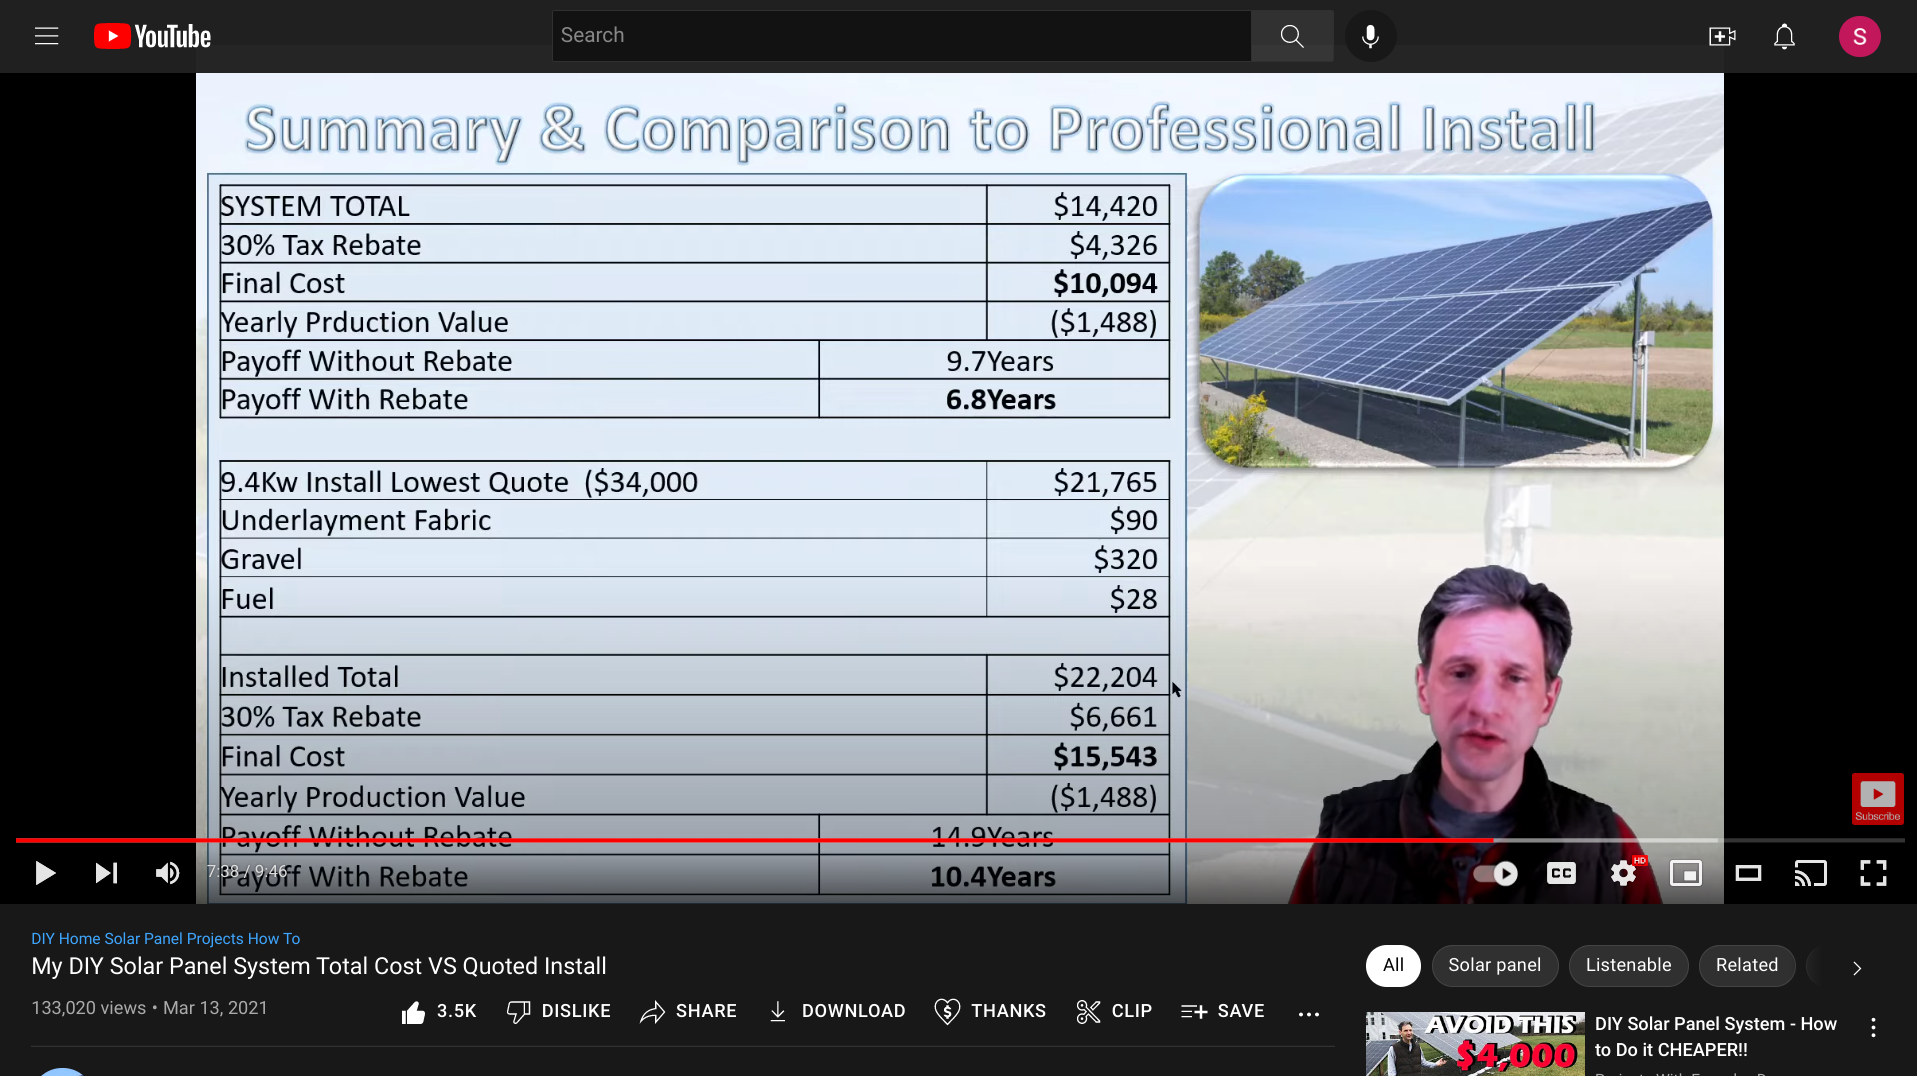 YouTube
Search
S
Summary & Comparison to Professional Install
SYSTEM TOTAL $14,420
30% Tax Rebate $4,326
Final Cost $10,094
Yearly Prduction Value ($1,488)
Payoff Without Rebate 9.7Years
Payoff With Rebate 6.8Years
9.4Kw Install Lowest Quote ($34,000 $21,765
Underlayment Fabric $90
Gravel $320
Fuel $28
Installed Total $22,204
30% Tax Rebate $6,661
Final Cost $15,543
Yearly Production Value ($1,488)
Payoff Without Rebate 14.9Years
Payoff With Rebate 10.4Years
Subscribe
7:38 / 9:46
CC
HD
DIY Home Solar Panel Projects How To
My DIY Solar Panel System Total Cost VS Quoted Install
133,020 views • Mar 13, 2021
3.5K DISLIKE SHARE DOWNLOAD THANKS CLIP SAVE
All Solar panel Listenable Related
AVOID THIS
$4,000
DIY Solar Panel System - How
to Do it CHEAPER!!